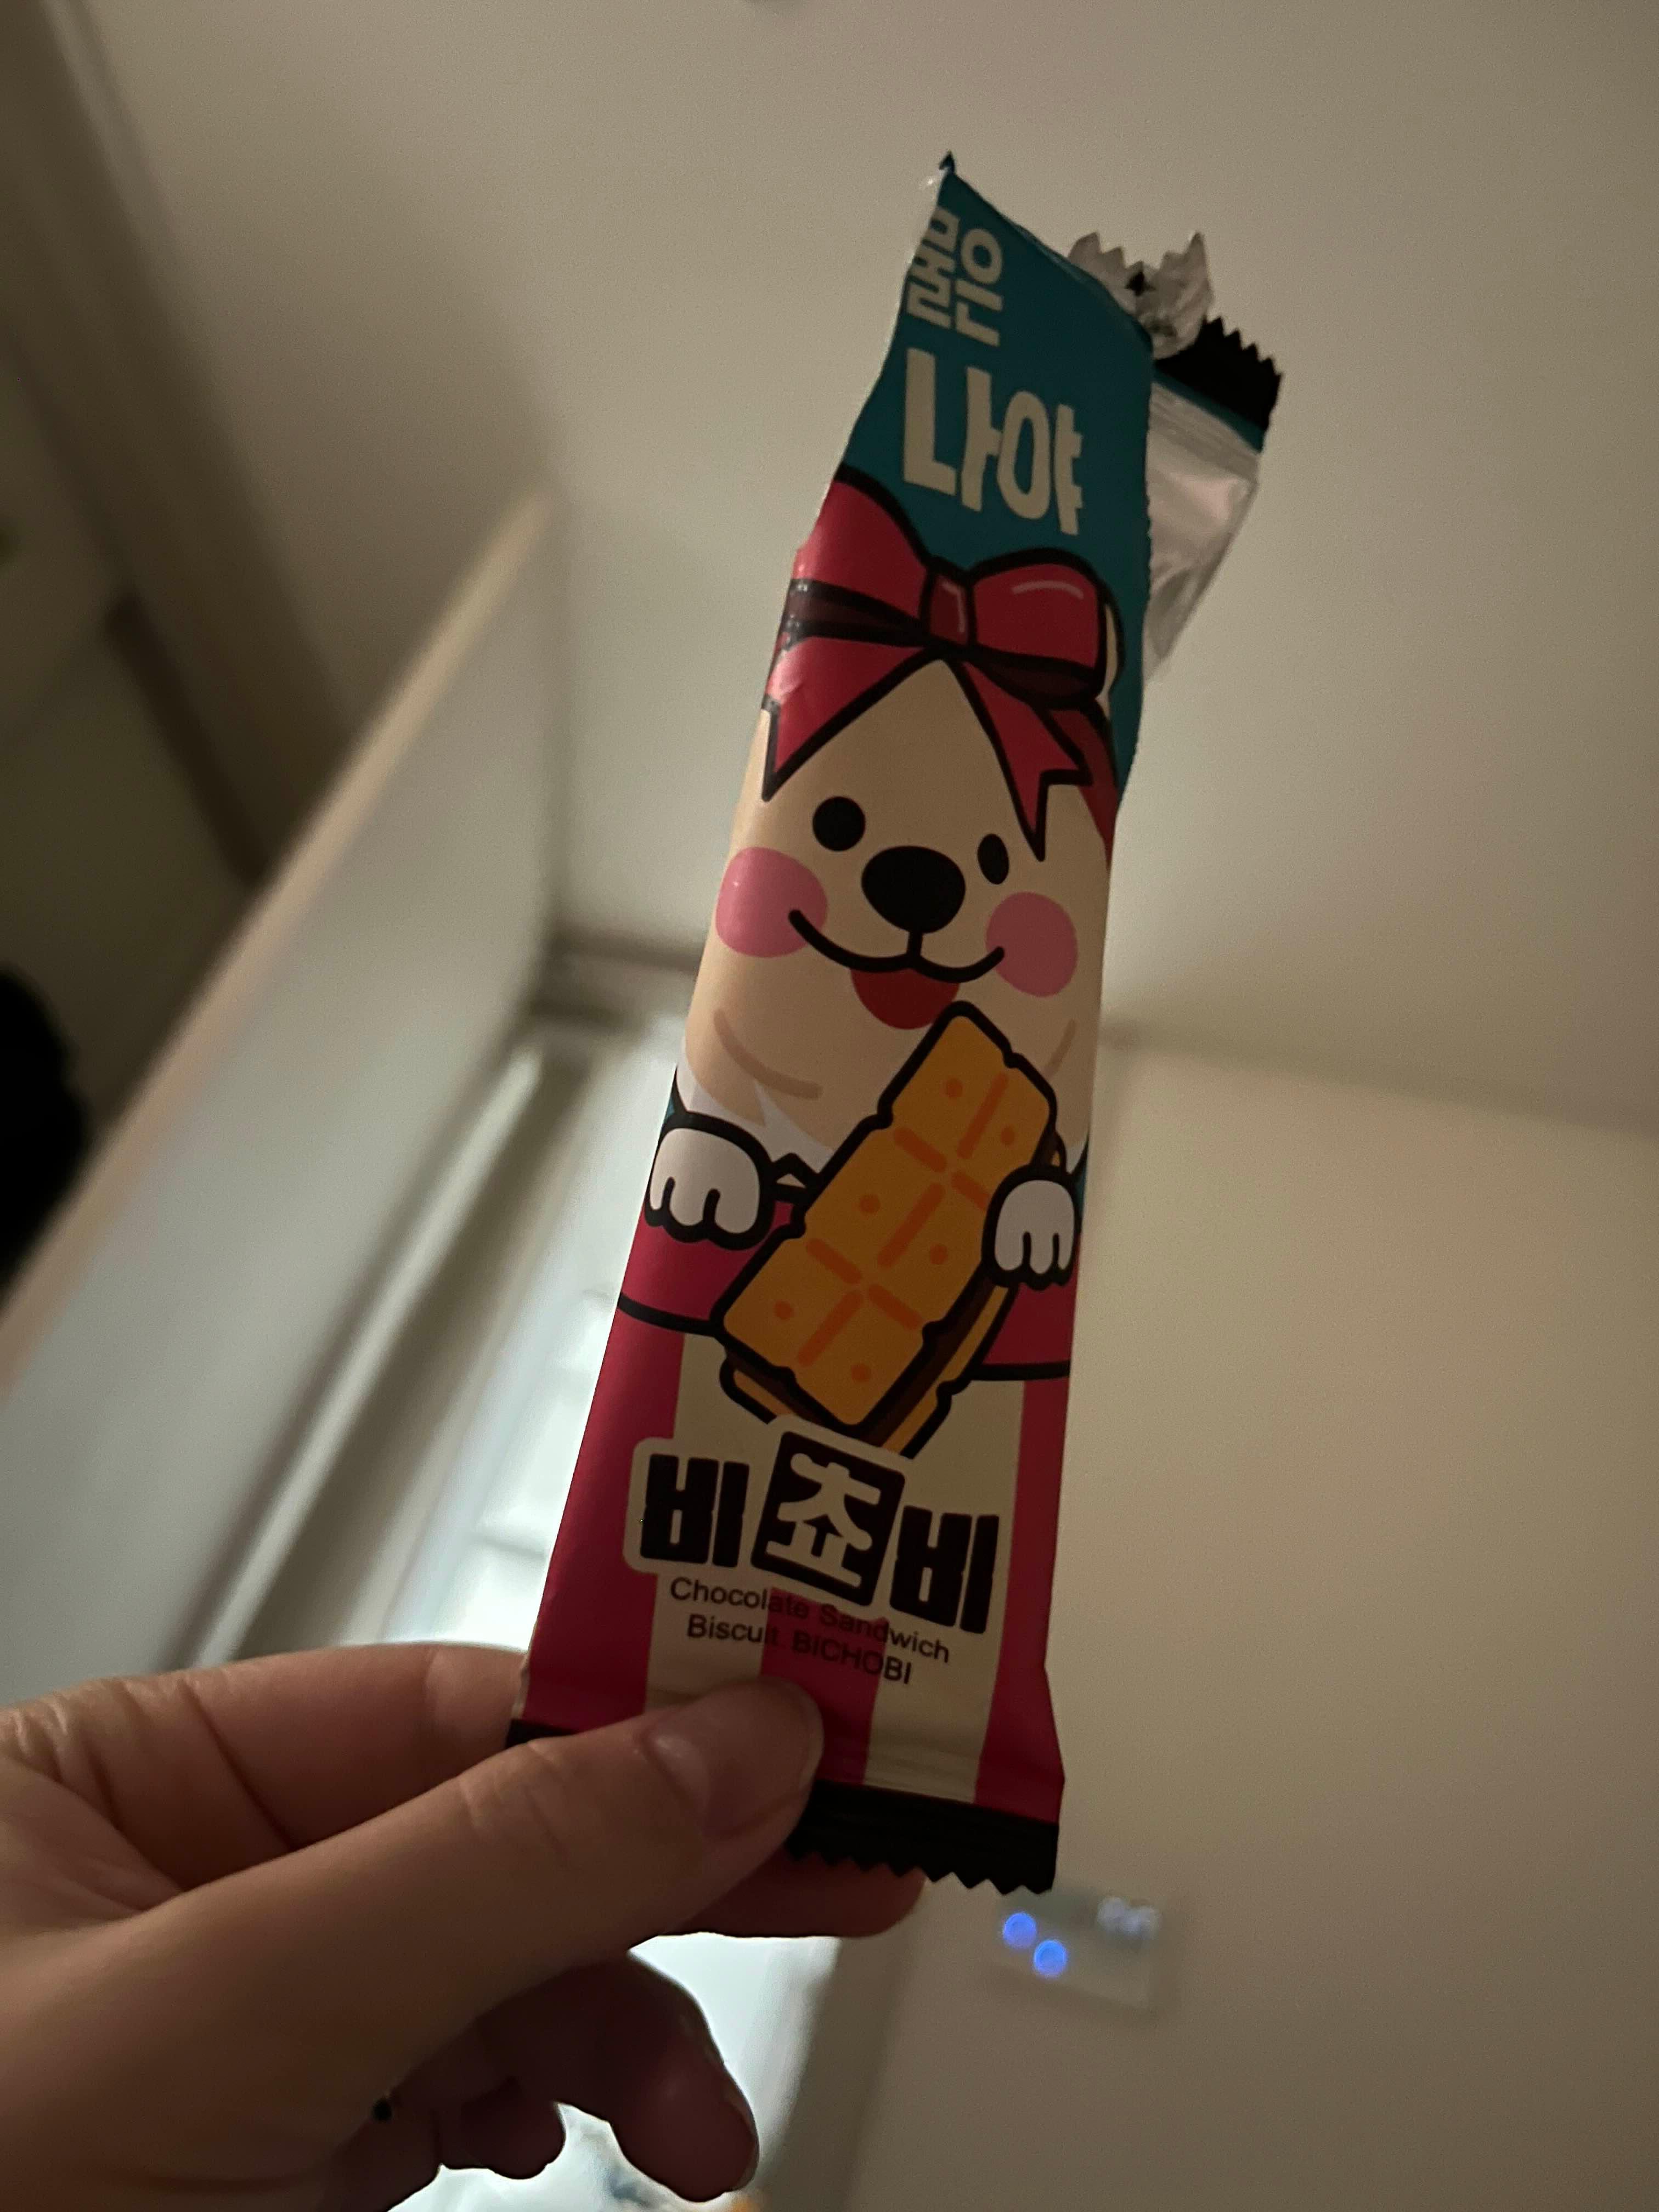 나야
비쵸비
Chocolate Sandwich
Biscuit BICHOBI